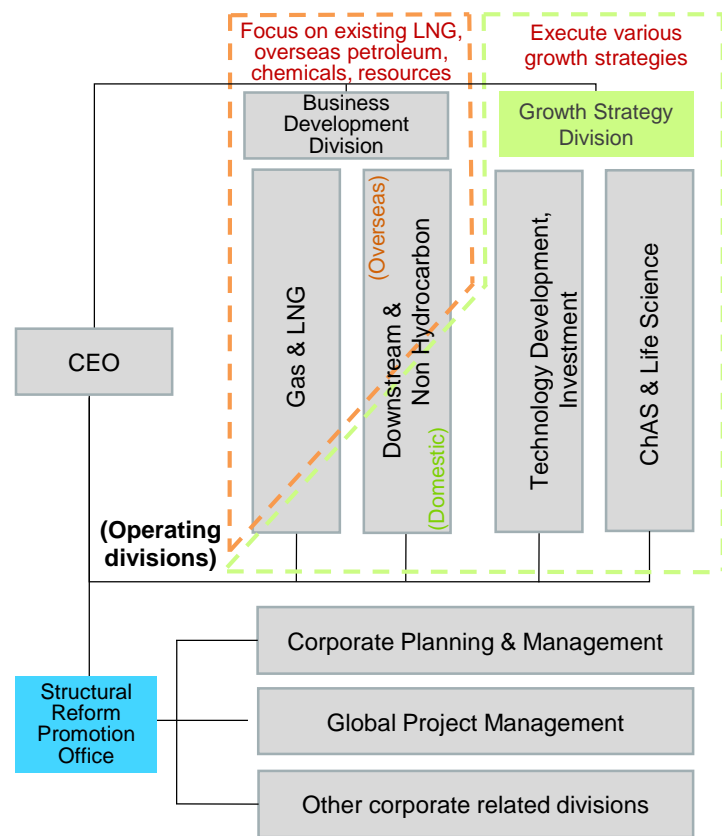 Focus on existing LNG,
overseas petroleum,
chemicals, resources
Execute various
growth strategies
Business
Development
Division
Growth Strategy
Division
CEO
Gas & LNG
Downstream &
Non Hydrocarbon
(Overseas)
(Domestic)
Technology Development,
Investment
ChAS & Life Science
(Operating
divisions)
Structural
Reform
Promotion
Office
Corporate Planning & Management
Global Project Management
Other corporate related divisions